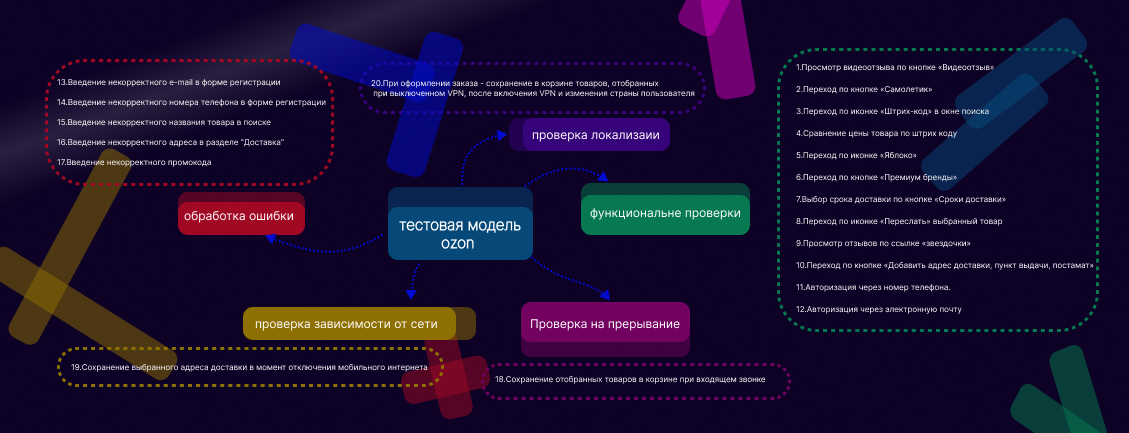 13.Введение некорректного e-mail в форме регистрации
14.Введение некорректного номера телефона в форме регистрации
15.Введение некорректного названия товара в поиске
16.Введение некорректного адреса в разделе "Доставка"
17.Введение некорректного промокода
обработка ошибки
20.При оформлении заказа - сохранение в корзине товаров, отобранных
при выключенном VPN, после включения VPN и изменения страны пользователя
проверка локализаии
тестовая модель
ozon
функциональне проверки
1.Просмотр видеоотзыва по кнопке «Видеоотзыв»
2.Переход по кнопке «Самолетик»
3.Переход по иконке «Штрих-код» в окне поиска
4.Сравнение цены товара по штрих коду
5.Переход по иконке «Яблоко»
6.Переход по кнопке «Премиум бренды»
7.Выбор срока доставки по кнопке «Сроки доставки»
8.Переход по иконке «Переслать» выбранный товар
9.Просмотр отзывов по ссылке «звездочки»
10.Переход по кнопке «Добавить адрес доставки, пункт выдачи, постамат»
11.Авторизация через номер телефона.
12.Авторизация через электронную почту
проверка зависимости от сети
19.Сохранение выбранного адреса доставки в момент отключения мобильного интернета
Проверка на прерывание
18.Сохранение отобранных товаров в корзине при входящем звонке